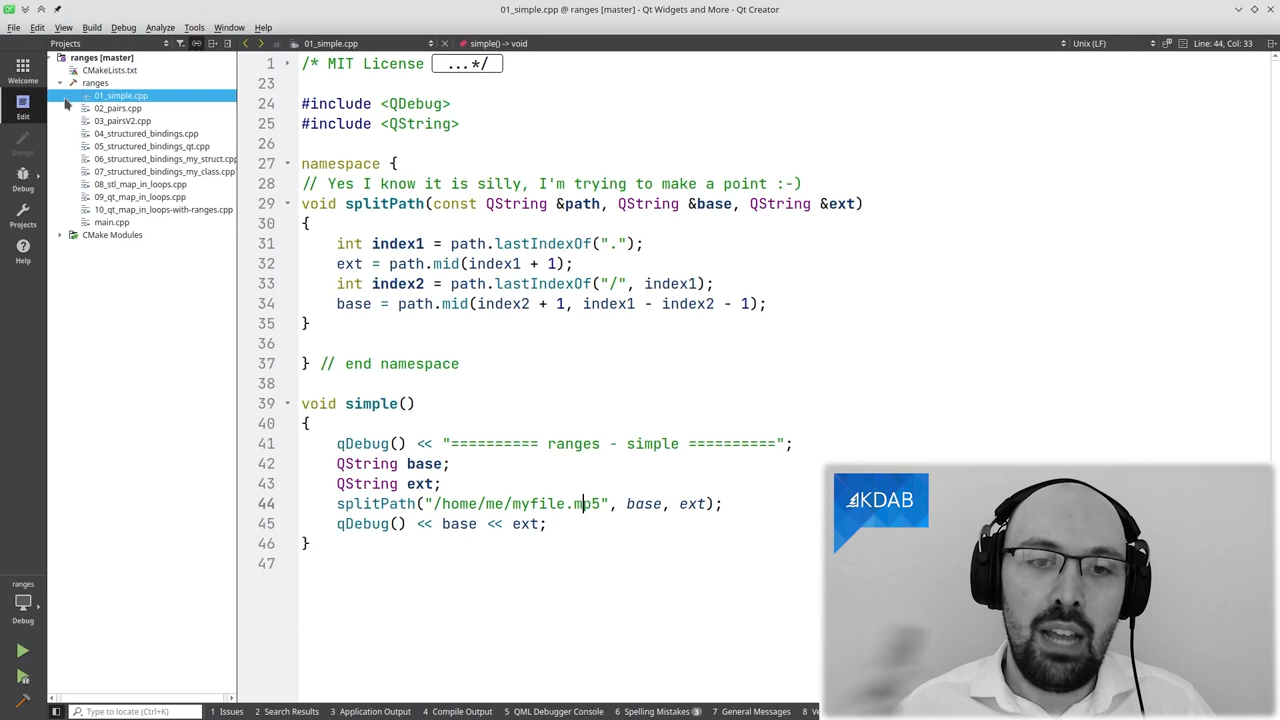 01_simple.cpp @ ranges [master] - Qt Widgets and More - Qt Creator
File Edit View Build Debug Analyze Tools Window Help
Projects
01_simple.cpp
simple() -> void
Unix (LF)
Line: 44, Col: 33
Welcome
Edit
Design
Debug
Projects
Help
ranges
Debug
ranges [master]
CMakeLists.txt
ranges
01_simple.cpp
02_pairs.cpp
03_pairsV2.cpp
04_structured_bindings.cpp
05_structured_bindings_qt.cpp
06_structured_bindings_my_struct.cpp
07_structured_bindings_my_class.cpp
08_stl_map_in_loops.cpp
09_qt_map_in_loops.cpp
10_qt_map_in_loops-with-ranges.cpp
main.cpp
CMake Modules
1 /* MIT License ...*/
23
24 #include <QDebug>
25 #include <QString>
26
27 namespace {
28 // Yes I know it is silly, I'm trying to make a point :-)
29 void splitPath(const QString &path, QString &base, QString &ext)
30 {
31 int index1 = path.lastIndexOf(".");
32 ext = path.mid(index1 + 1);
33 int index2 = path.lastIndexOf("/", index1);
34 base = path.mid(index2 + 1, index1 - index2 - 1);
35 }
36
37 } // end namespace
38
39 void simple()
40 {
41 qDebug() << "========== ranges - simple ==========";
42 QString base;
43 QString ext;
44 splitPath("/home/me/myfile.mp5", base, ext);
45 qDebug() << base << ext;
46 }
47
KDAB
Type to locate (Ctrl+K)
1 Issues
2 Search Results
3 Application Output
4 Compile Output
5 QML Debugger Console
6 Spelling Mistakes 3
7 General Messages
8